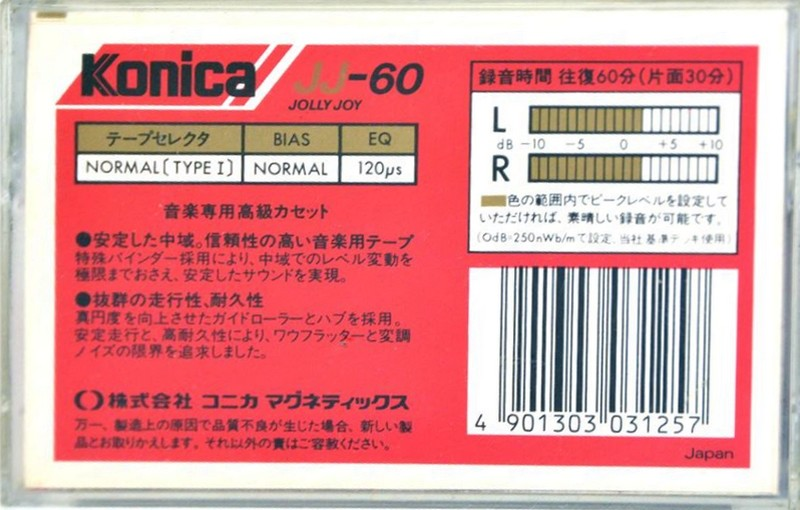 Konica JJ-60
JOLLY JOY
テープセレクタ BIAS EQ
NORMAL〔TYPE I〕 NORMAL 120μs
音楽専用高級カセット
●安定した中域。信頼性の高い音楽用テープ
特殊バインダー採用により、中域でのレベル変動を
極限までおさえ、安定したサウンドを実現。
●抜群の走行性、耐久性
真円度を向上させたガイドローラーとハブを採用。
安定走行と、高耐久性により、ワウフラッターと変調
ノイズの限界を追求しました。
株式会社 コニカ マグネティックス
万一、製造上の原因で品質不良が生じた場合、新しい製
品とお取りかえします。それ以外の責はご容赦ください。
録音時間 往復60分(片面30分)
L
dB -10 -5 0 +5 +10
R
色の範囲内でピークレベルを設定して
いただければ、素晴しい録音が可能です。
(0dB=250nWb/mで設定、当社基準デッキ使用)
4 901303 031257
Japan